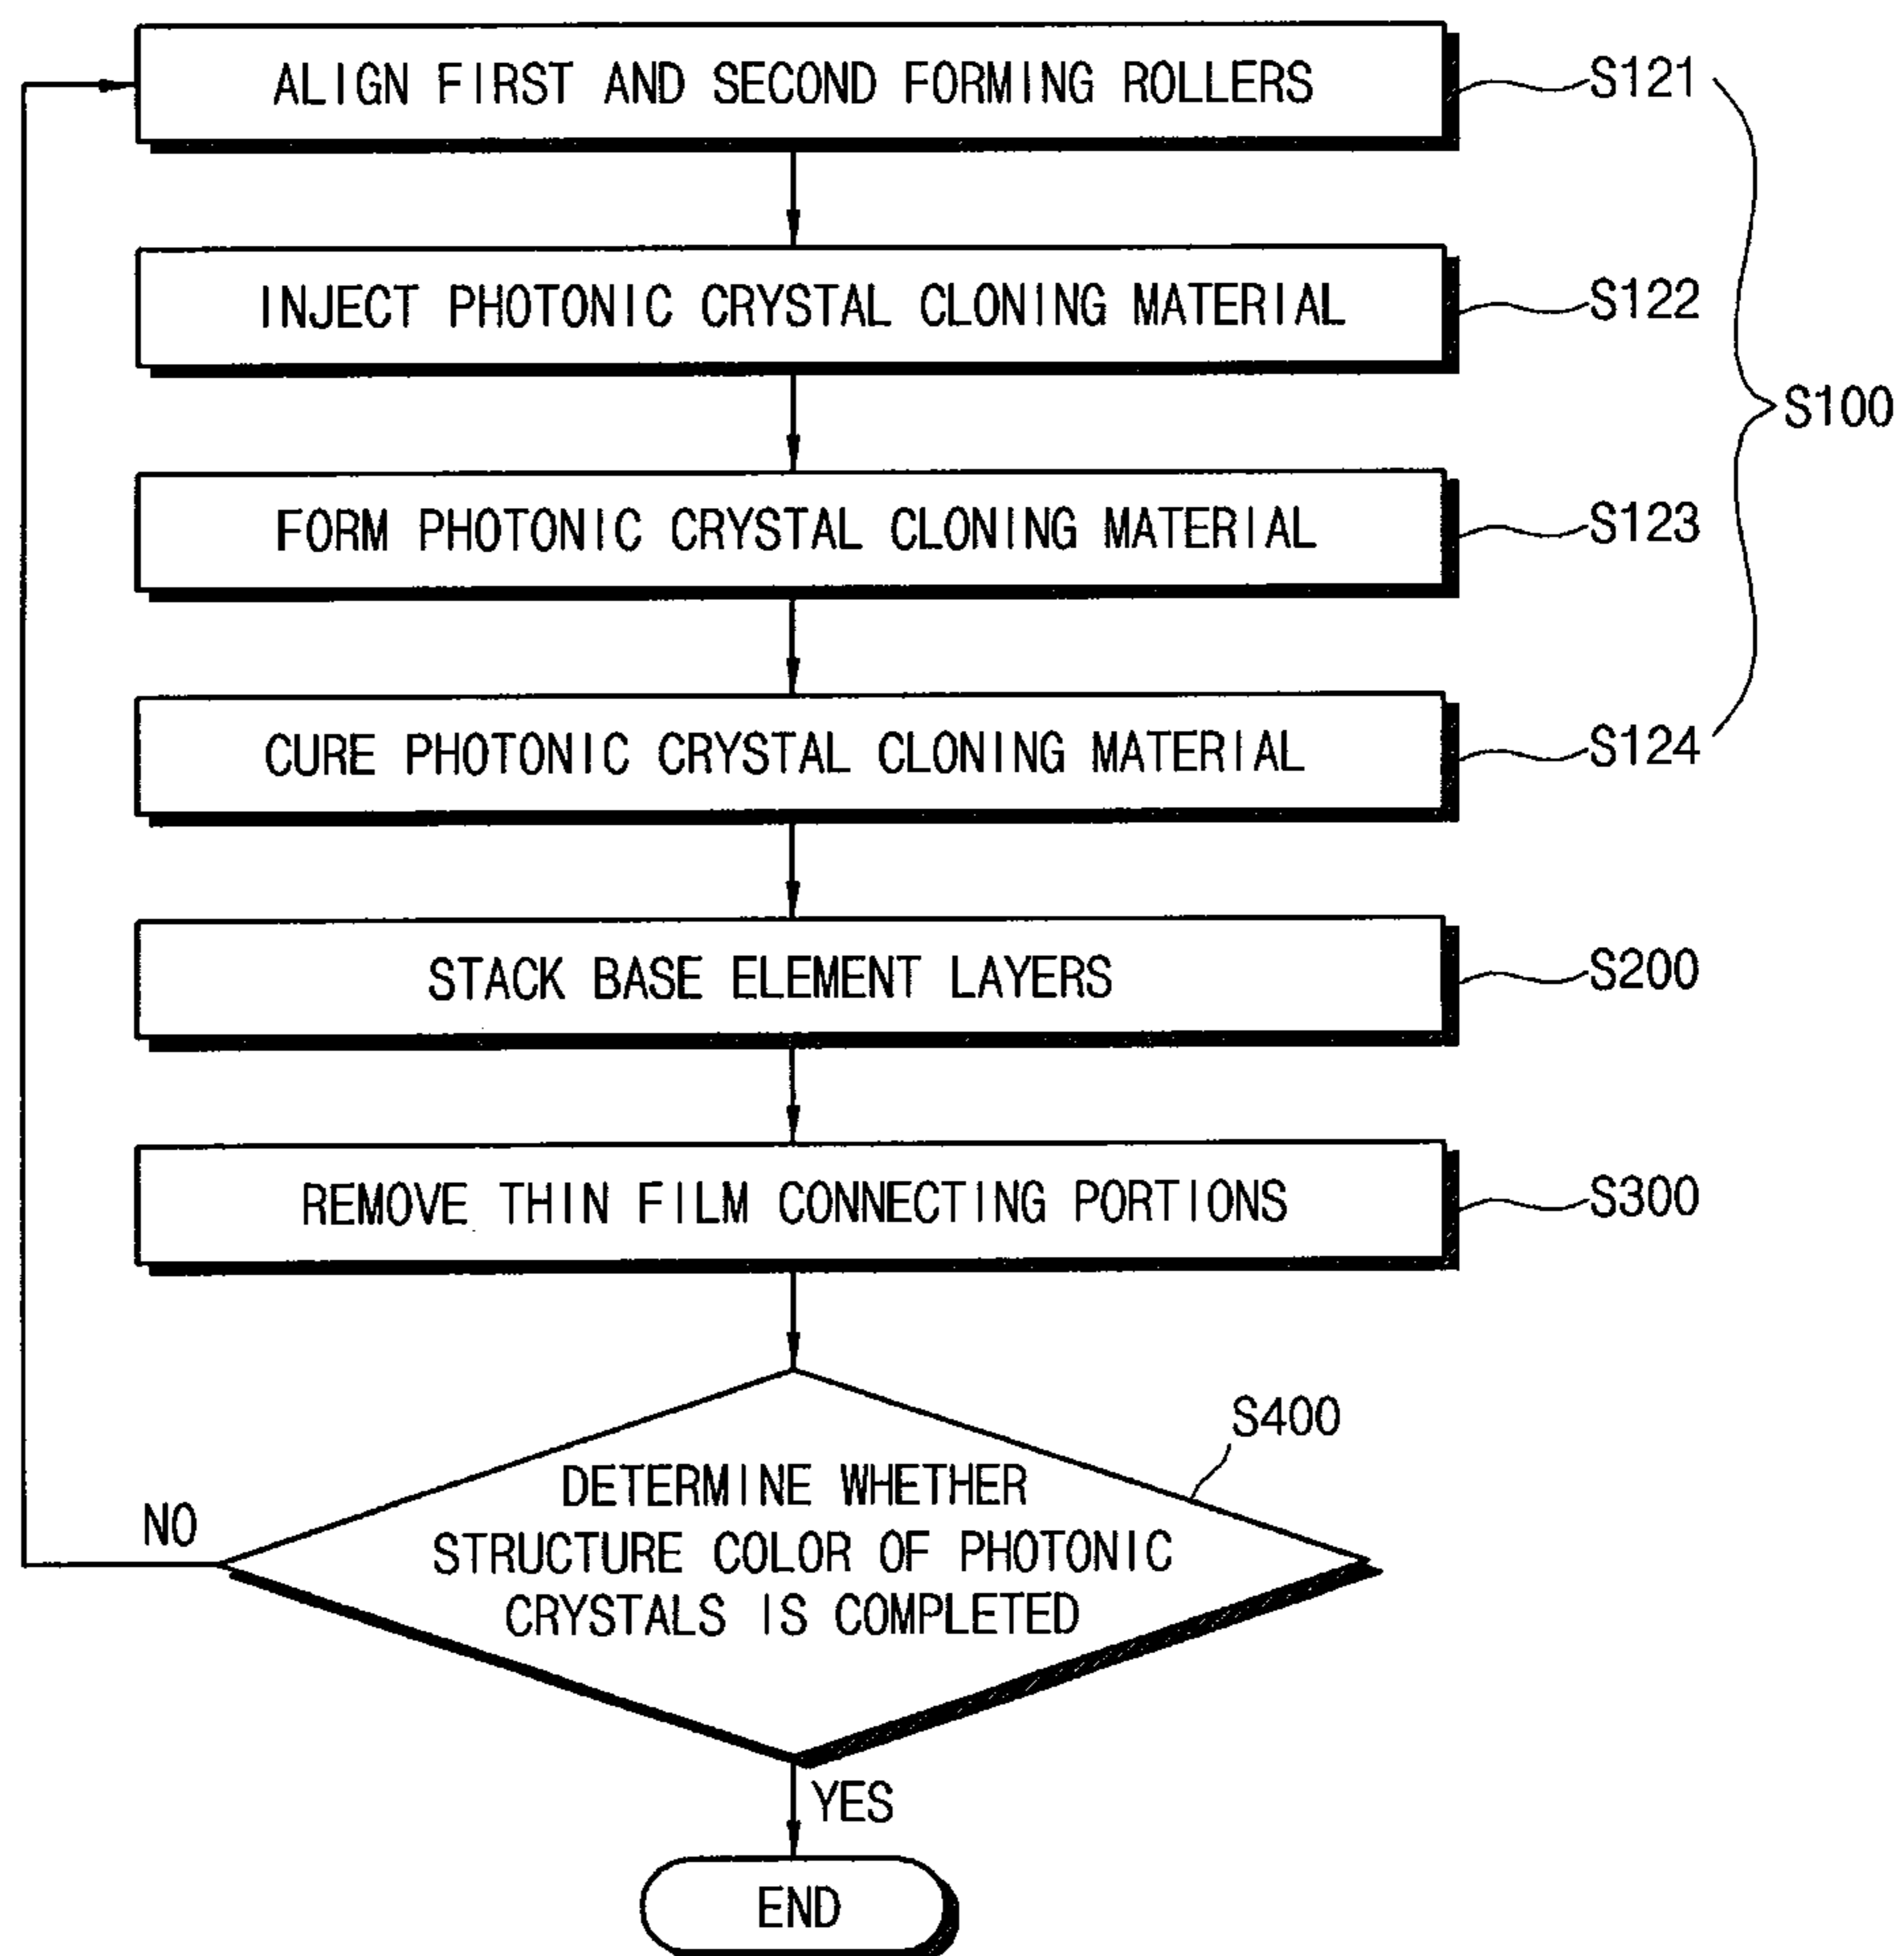 ALIGN FIRST AND SECOND FORMING ROLLERS
S121
INJECT PHOTONIC CRYSTAL CLONING MATERIAL
S122
S100
FORM PHOTONIC CRYSTAL CLONING MATERIAL
S123
CURE PHOTONIC CRYSTAL CLONING MATERIAL
S124
STACK BASE ELEMENT LAYERS
S200
REMOVE THIN FILM CONNECTING PORTIONS
S300
S400
DETERMINE WHETHER
STRUCTURE COLOR OF PHOTONIC
CRYSTALS IS COMPLETED
NO
YES
END